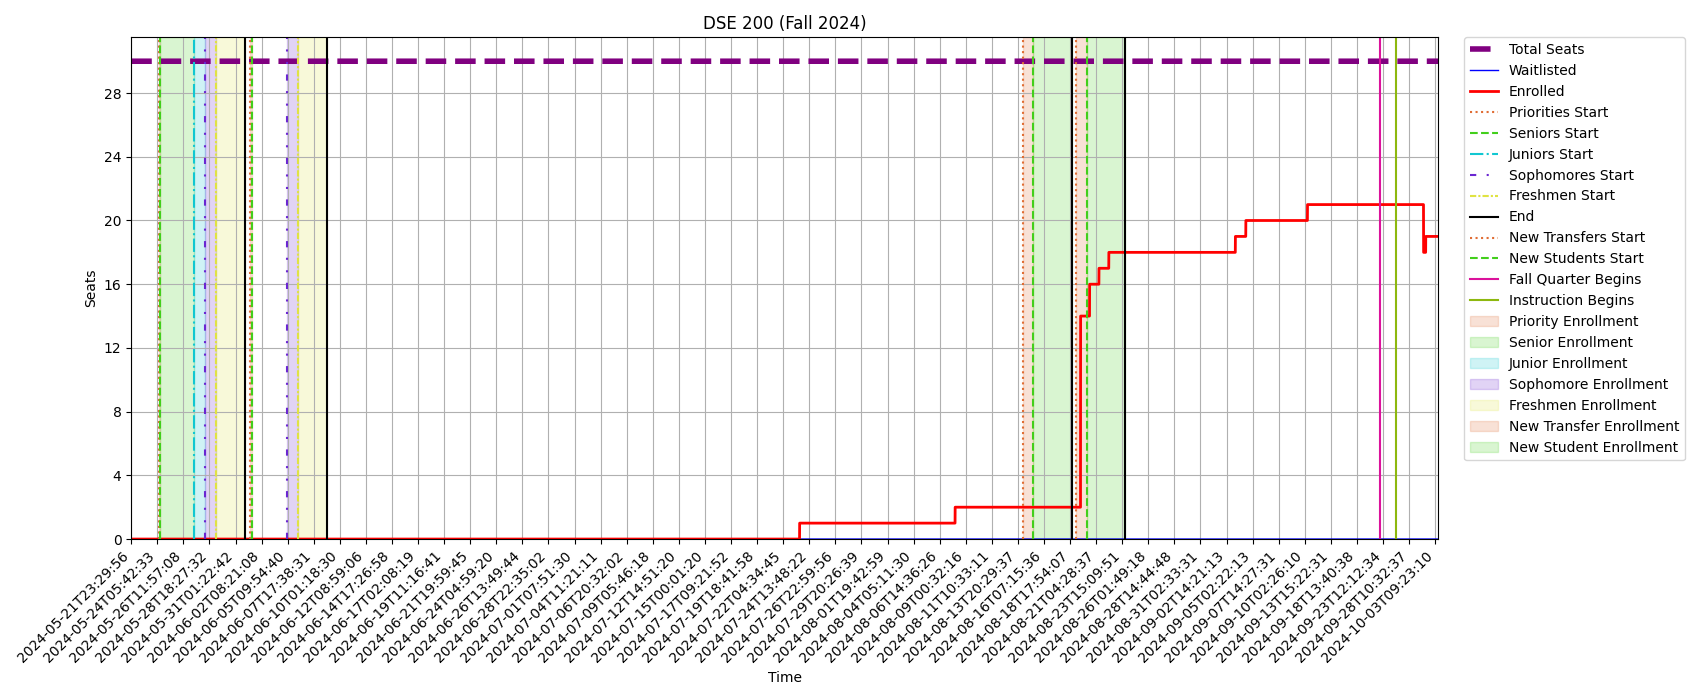 DSE 200 (Fall 2024)
Seats
28
24
20
16
12
8
4
0
2024-05-21T23:29:56
2024-05-24T05:42:33
2024-05-26T11:57:08
2024-05-28T18:27:32
2024-05-31T01:22:42
2024-06-02T08:21:08
2024-06-05T09:54:40
2024-06-07T17:38:31
2024-06-10T01:18:30
2024-06-12T08:59:06
2024-06-14T17:26:58
2024-06-17T02:08:19
2024-06-19T11:16:41
2024-06-21T19:59:45
2024-06-24T04:59:20
2024-06-26T13:49:44
2024-06-28T22:35:02
2024-07-01T07:51:30
2024-07-04T11:21:11
2024-07-06T20:32:02
2024-07-09T05:46:18
2024-07-12T14:51:20
2024-07-15T00:01:20
2024-07-17T09:21:52
2024-07-19T18:41:58
2024-07-22T04:34:45
2024-07-24T13:48:22
2024-07-26T22:59:56
2024-07-29T20:26:39
2024-08-01T19:42:59
2024-08-04T05:11:30
2024-08-06T14:36:26
2024-08-09T00:32:16
2024-08-11T10:33:11
2024-08-13T20:29:37
2024-08-16T07:15:36
2024-08-18T17:54:07
2024-08-21T04:28:37
2024-08-23T15:09:51
2024-08-26T01:49:18
2024-08-28T14:44:48
2024-08-31T02:33:31
2024-09-02T14:21:13
2024-09-05T02:22:13
2024-09-07T14:27:31
2024-09-10T02:26:10
2024-09-13T15:22:31
2024-09-18T13:40:38
2024-09-23T12:12:34
2024-09-28T10:32:37
2024-10-03T09:23:10
Time
Total Seats
Waitlisted
Enrolled
Priorities Start
Seniors Start
Juniors Start
Sophomores Start
Freshmen Start
End
New Transfers Start
New Students Start
Fall Quarter Begins
Instruction Begins
Priority Enrollment
Senior Enrollment
Junior Enrollment
Sophomore Enrollment
Freshmen Enrollment
New Transfer Enrollment
New Student Enrollment